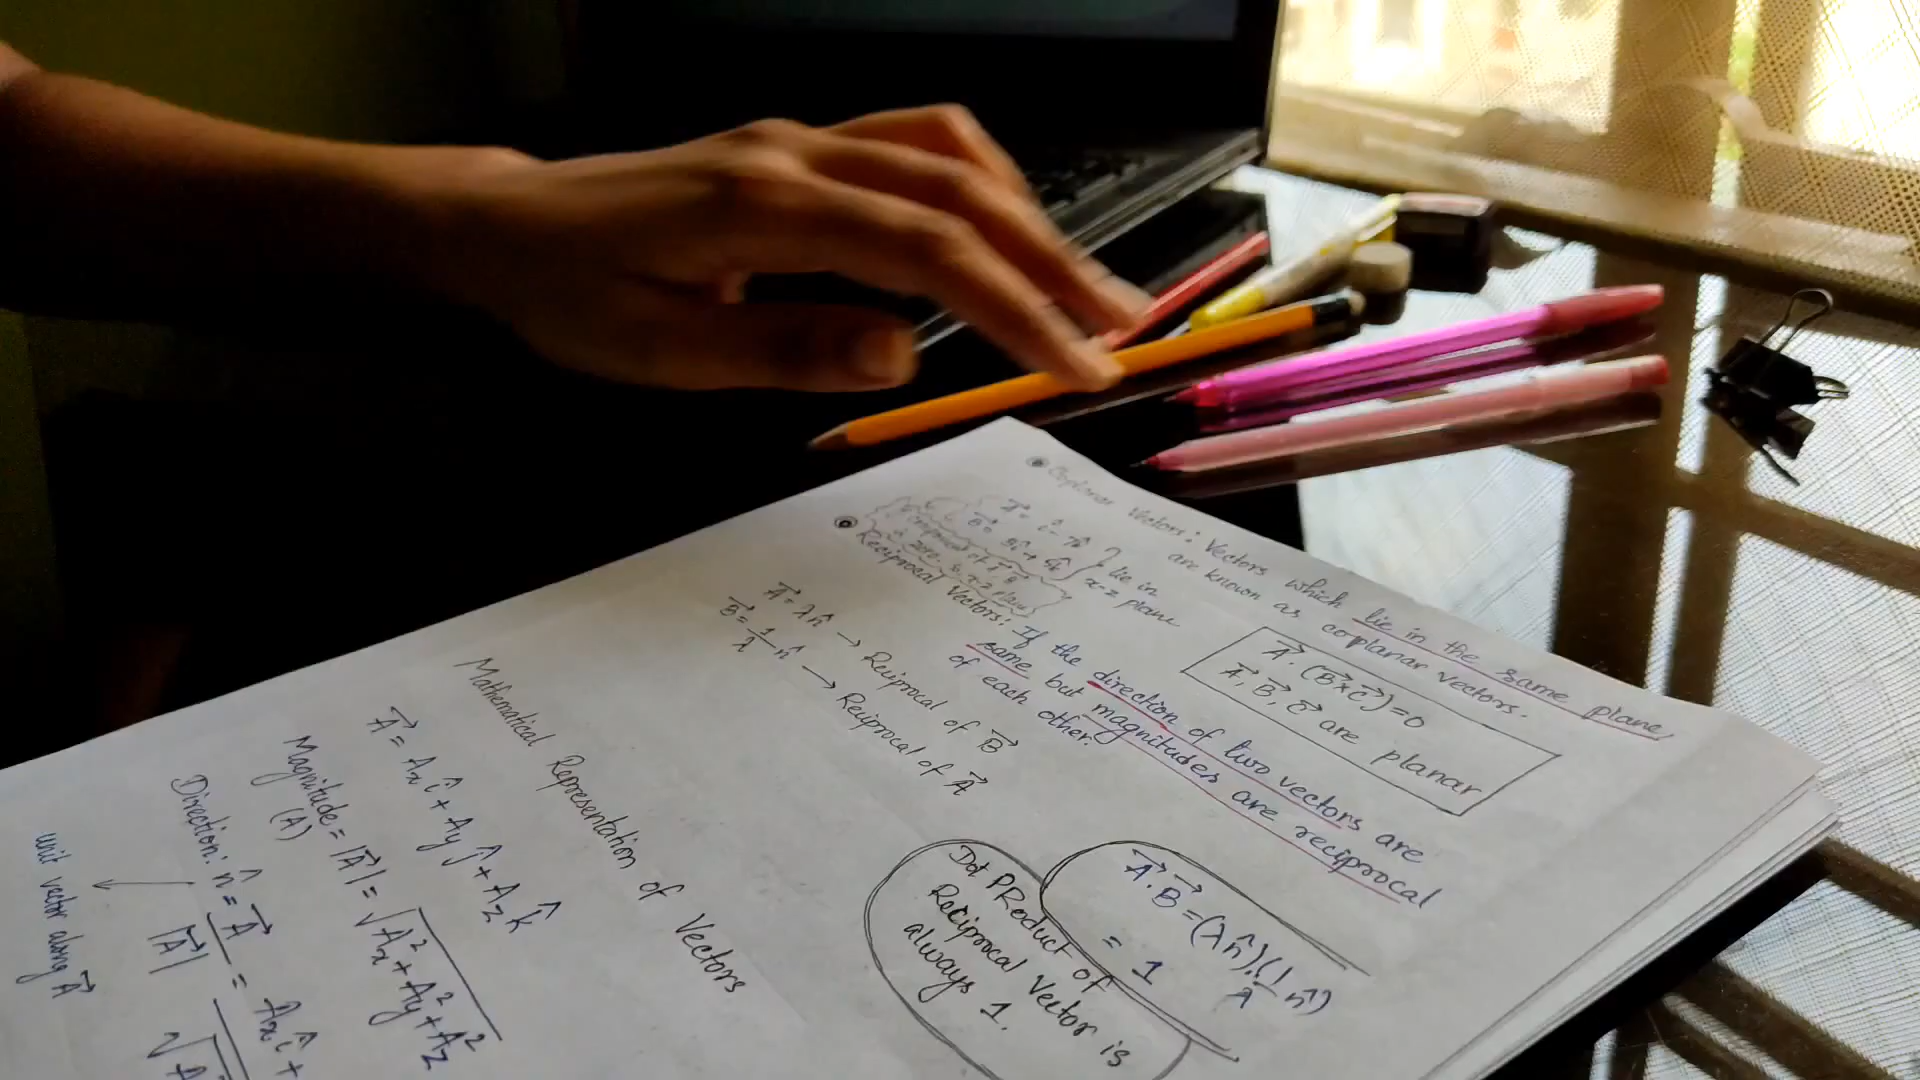 Coplanar Vectors: Vectors which lie in the same plane,
are known as coplanar vectors.
A⃗ = î - k̂
B⃗ = î + k̂ } lie in
x-z plane
A⃗.(B⃗×C⃗)=0
A⃗, B⃗, C⃗ are planar
Reciprocal Vectors: If the direction of two vectors are
same but magnitudes are reciprocal
of each other.
A⃗ = λn̂ → Reciprocal of B⃗
B⃗ = 1/λ n̂ → Reciprocal of A⃗
A⃗.B⃗ = (λn̂).(1/λ n̂)
= 1
Dot PRoduct of
Reciprocal Vector is
always 1.
Mathematical Representation of Vectors
A⃗ = Axî + Ayĵ + Azk̂
Magnitude = |A⃗| = √Ax² + Ay² + Az²
(A)
Direction: n̂ = A⃗/|A⃗| = Axî +
unit vector along A⃗